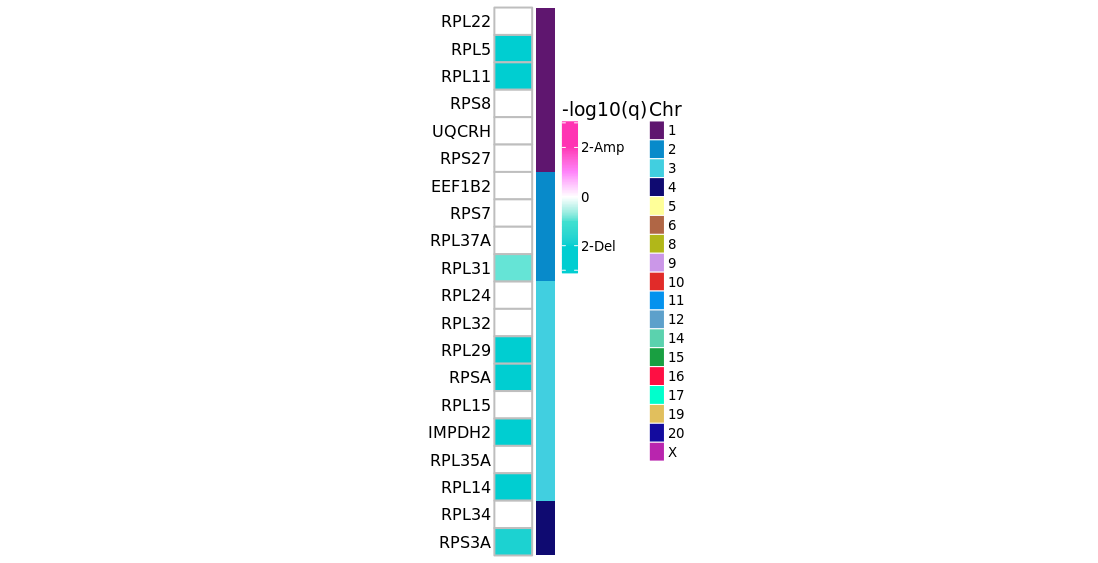 RPL22
RPL5
RPL11
RPS8
UQCRH
RPS27
EEF1B2
RPS7
RPL37A
RPL31
RPL24
RPL32
RPL29
RPSA
RPL15
IMPDH2
RPL35A
RPL14
RPL34
RPS3A
-log10(q)
2-Amp
0
2-Del
Chr
1
2
3
4
5
6
8
9
10
11
12
14
15
16
17
19
20
X